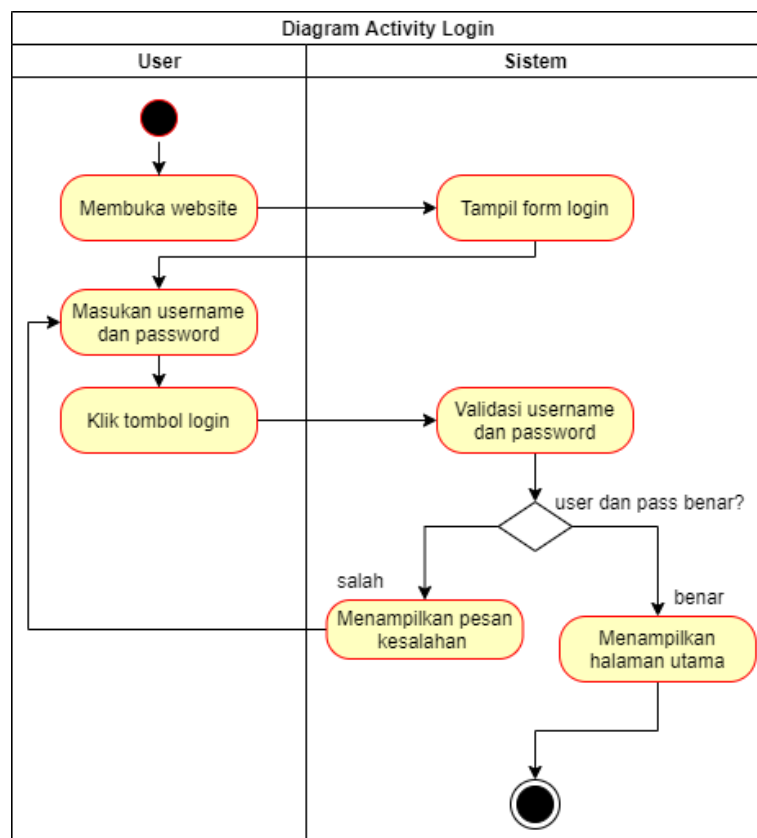 Diagram Activity Login
User
Sistem
Membuka website
Tampil form login
Masukan username
dan password
Klik tombol login
Validasi username
dan password
user dan pass benar?
salah
benar
Menampilkan pesan
kesalahan
Menampilkan
halaman utama